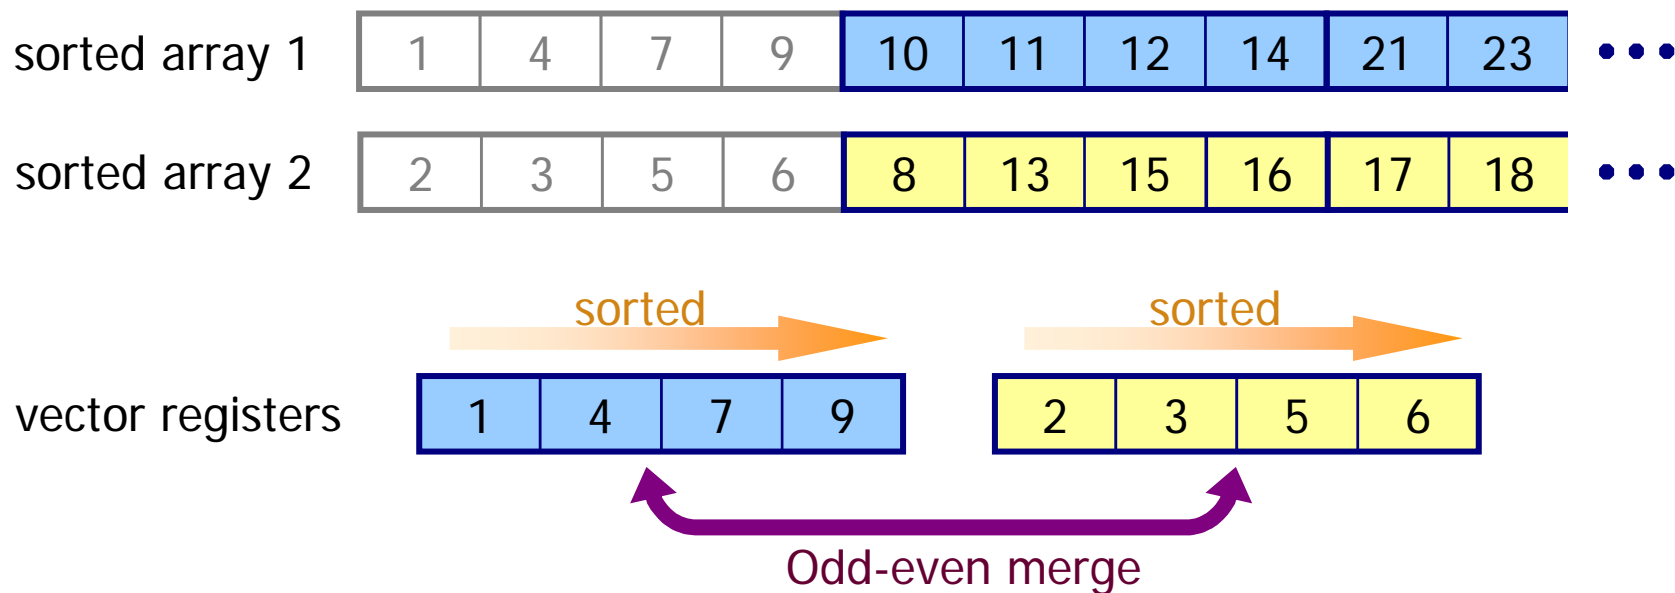 sorted array 1 1 4 7 9 10 11 12 14 21 23 •••
sorted array 2 2 3 5 6 8 13 15 16 17 18 •••
sorted sorted
vector registers 1 4 7 9 2 3 5 6
Odd-even merge